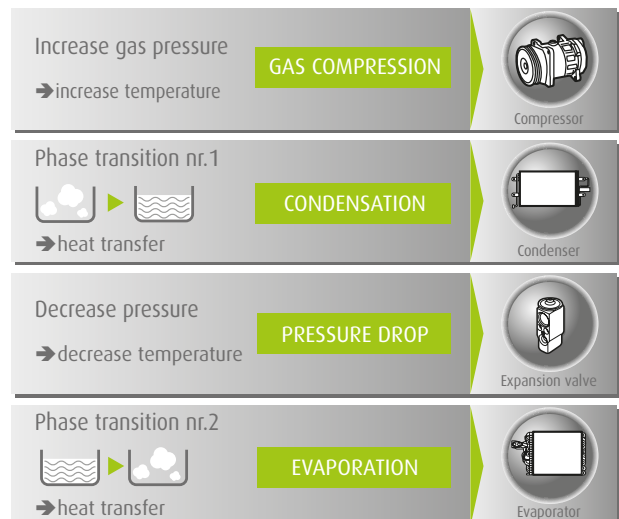 Increase gas pressure
➔increase temperature
GAS COMPRESSION
Compressor
Phase transition nr.1
➔heat transfer
CONDENSATION
Condenser
Decrease pressure
➔decrease temperature
PRESSURE DROP
Expansion valve
Phase transition nr.2
➔heat transfer
EVAPORATION
Evaporator